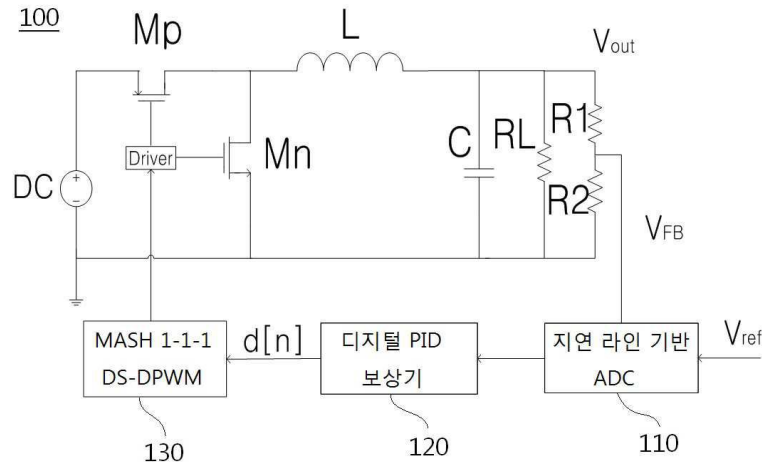 100
Mp
L
Vout
Driver
Mn
DC
C
RL
R1
R2
VFB
MASH 1-1-1
DS-DPWM
d[n]
디지털 PID
보상기
지연 라인 기반
ADC
Vref
130
120
110